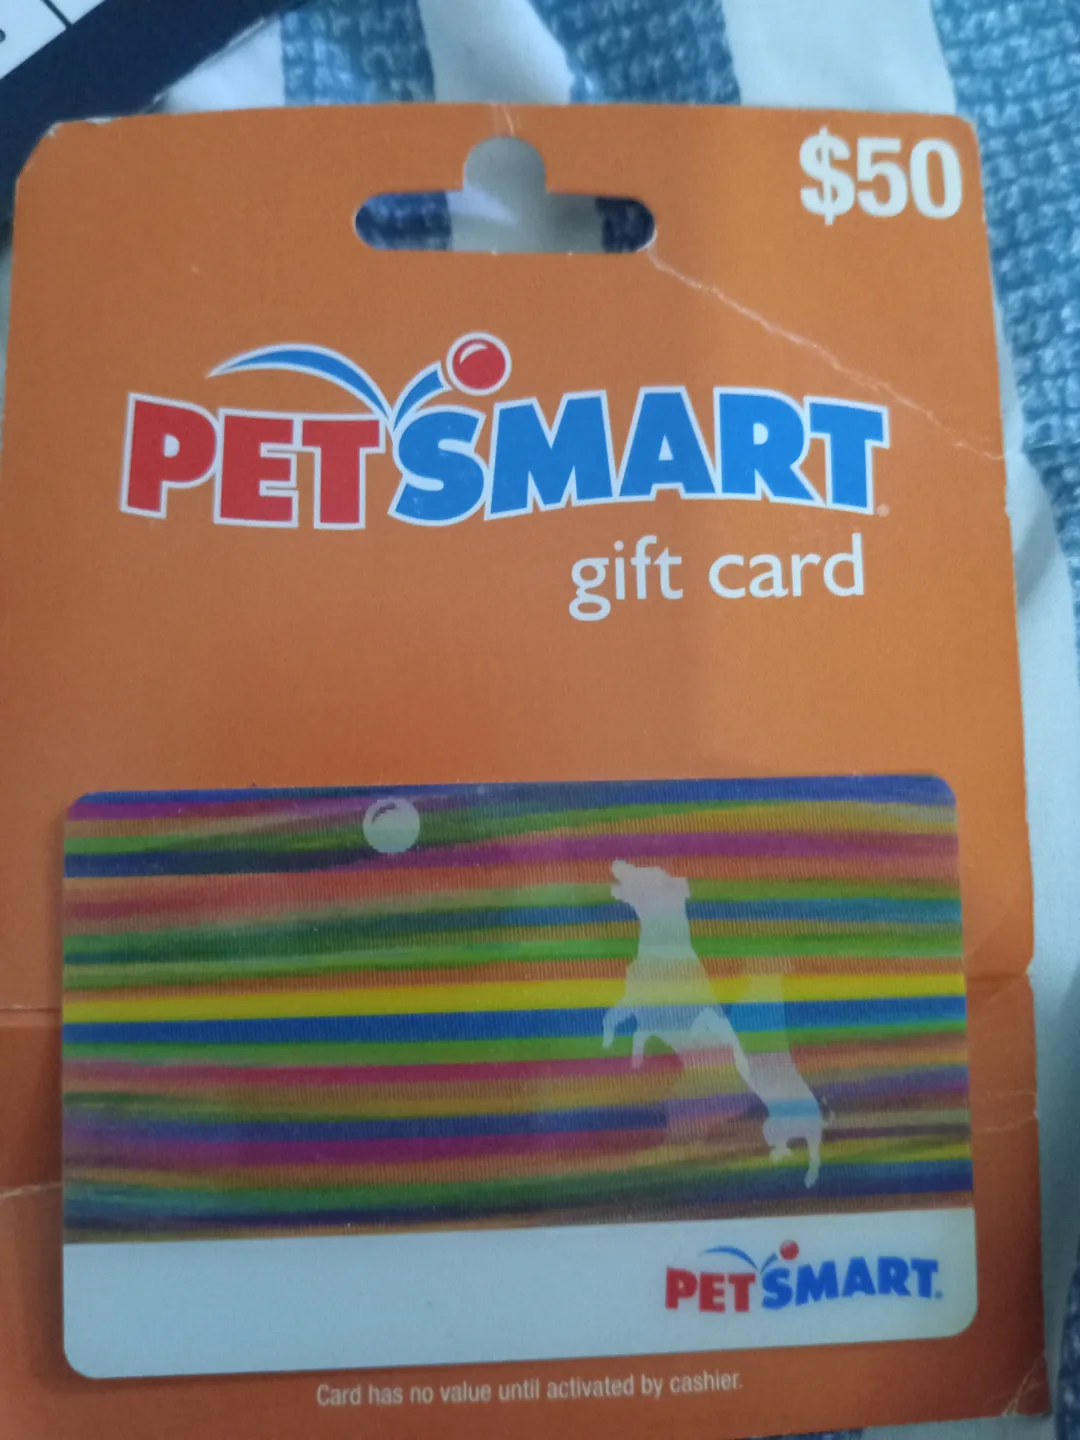 $50
PETSMART®
gift card
PETSMART.
Card has no value until activated by cashier.